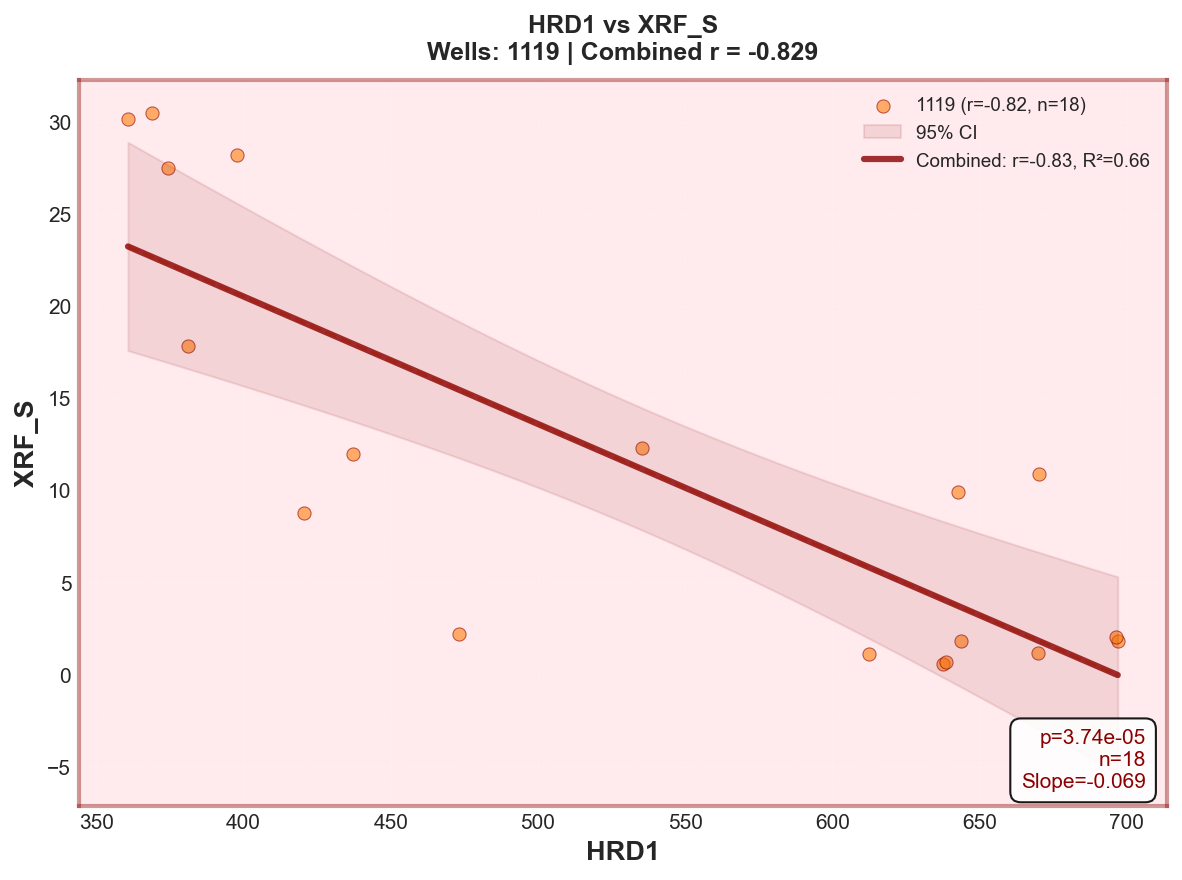 HRD1 vs XRF_S
Wells: 1119 | Combined r = -0.829
1119 (r=-0.82, n=18)
95% CI
Combined: r=-0.83, R²=0.66
XRF_S
30
25
20
15
10
5
0
−5
p=3.74e-05
n=18
Slope=-0.069
350 400 450 500 550 600 650 700
HRD1